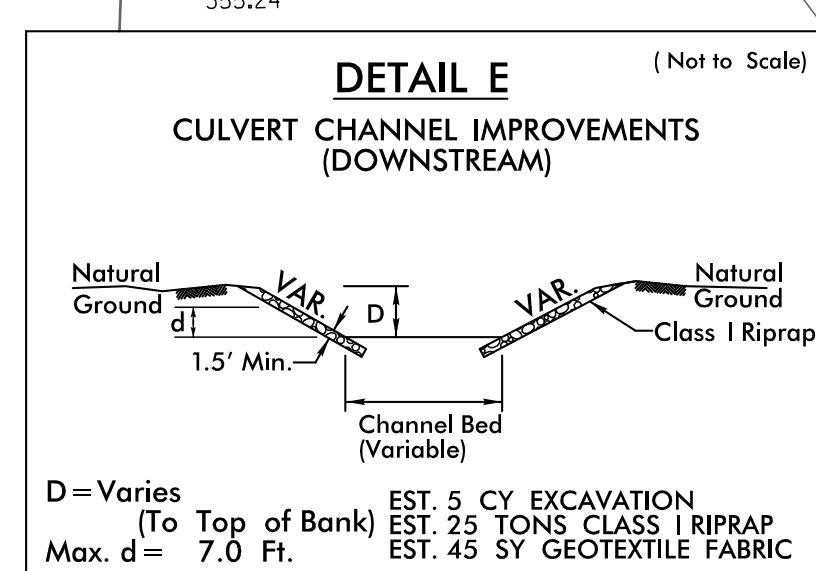 DETAIL E
( Not to Scale)
CULVERT CHANNEL IMPROVEMENTS
(DOWNSTREAM)
Natural
Ground
VAR.
d
D
1.5' Min.
VAR.
Natural
Ground
Class I Riprap
Channel Bed
(Variable)
D = Varies
(To Top of Bank)
Max. d = 7.0 Ft.
EST. 5 CY EXCAVATION
EST. 25 TONS CLASS I RIPRAP
EST. 45 SY GEOTEXTILE FABRIC